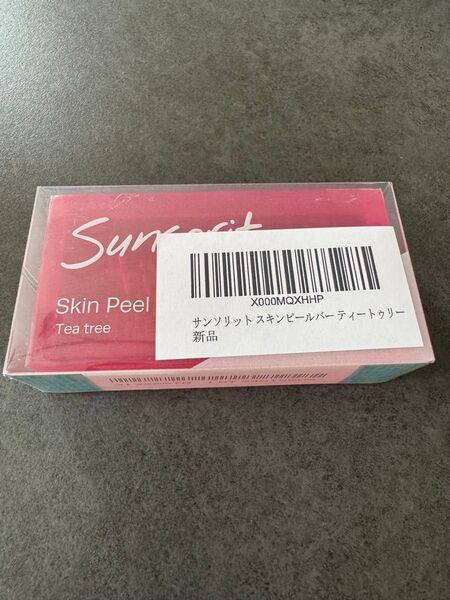 Sunsorit
Skin Peel
Tea tree
X000MQXHHP
サンソリット スキンピールバー ティートゥリー
新品